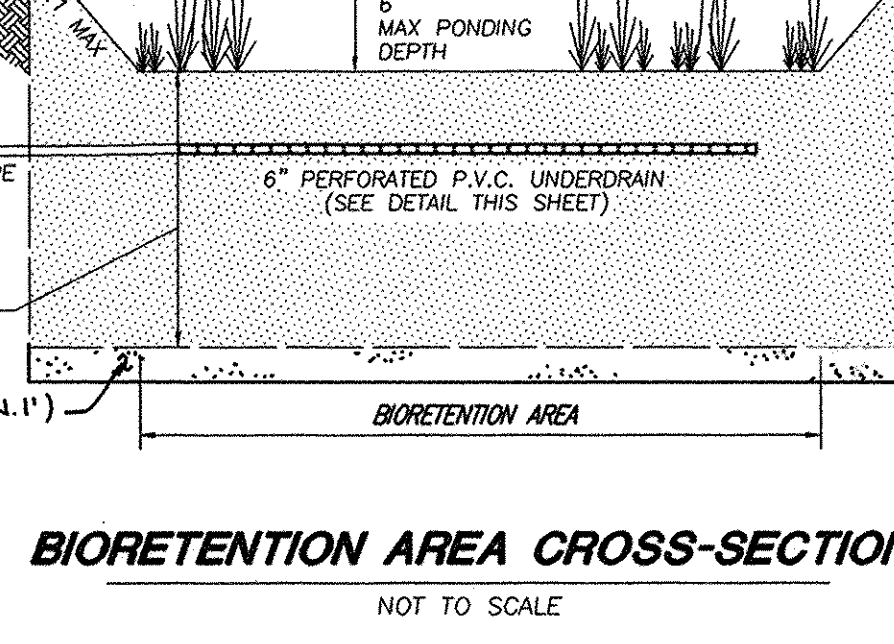 MAX
6
MAX PONDING
DEPTH
6" PERFORATED P.V.C. UNDERDRAIN
(SEE DETAIL THIS SHEET)
BIORETENTION AREA
BIORETENTION AREA CROSS-SECTION
NOT TO SCALE